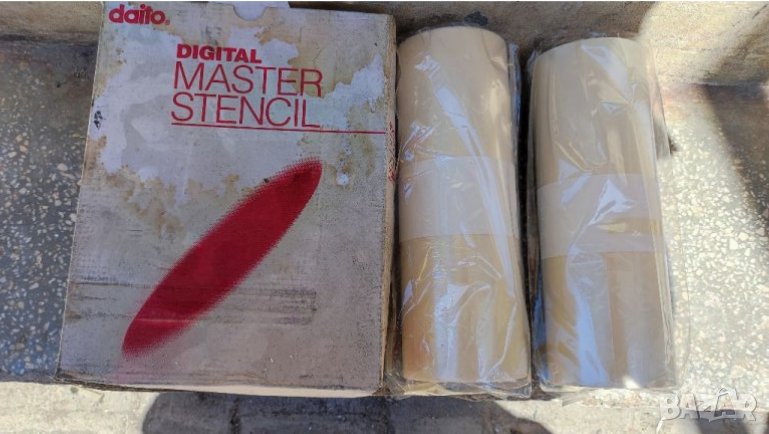 daito®
DIGITAL
MASTER
STENCIL
BAZAR